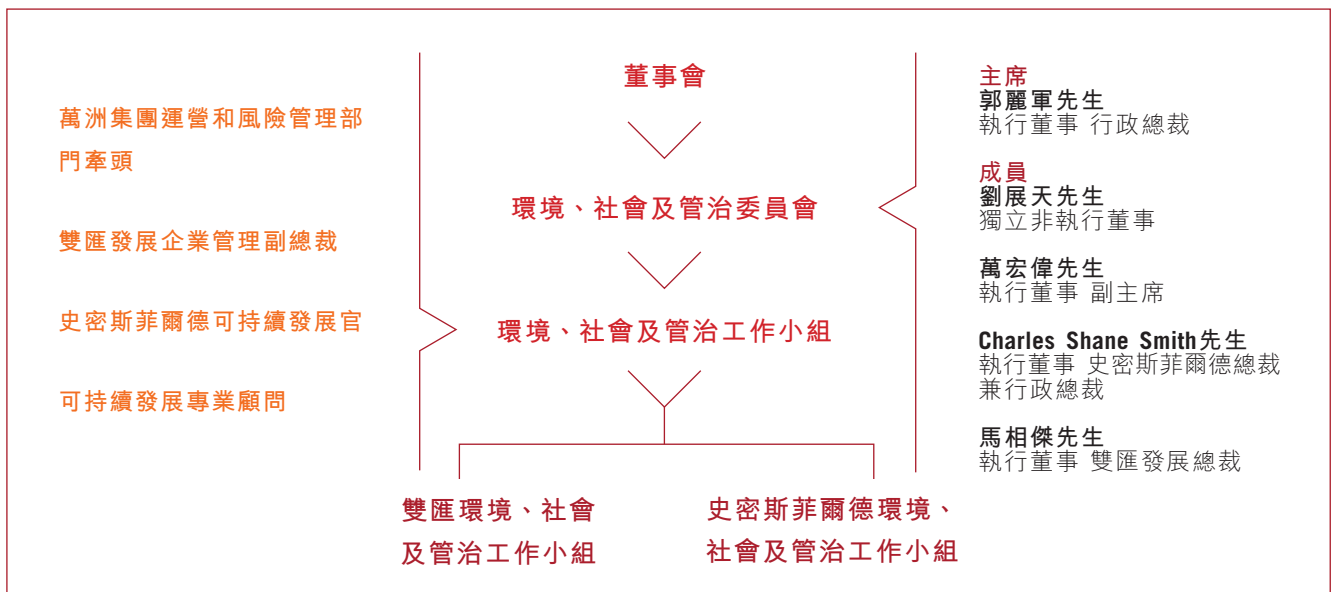 萬洲集團運營和風險管理部
門牽頭
雙匯發展企業管理副總裁
史密斯菲爾德可持續發展官
可持續發展專業顧問
董事會
環境、社會及管治委員會
環境、社會及管治工作小組
雙匯環境、社會
及管治工作小組
史密斯菲爾德環境、
社會及管治工作小組
主席
郭麗軍先生
執行董事 行政總裁
成員
劉展天先生
獨立非執行董事
萬宏偉先生
執行董事 副主席
Charles Shane Smith先生
執行董事 史密斯菲爾德總裁
兼行政總裁
馬相傑先生
執行董事 雙匯發展總裁